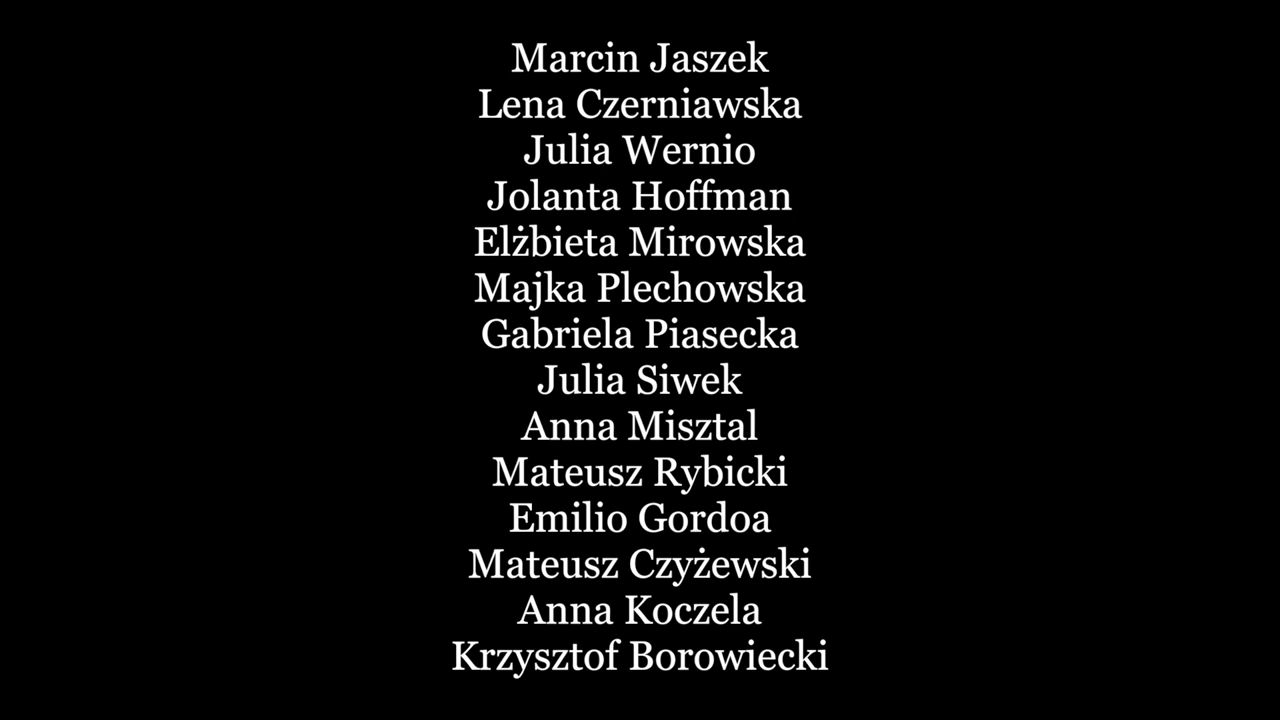 Marcin Jaszek
Lena Czerniawska
Julia Wernio
Jolanta Hoffman
Elżbieta Mirowska
Majka Plechowska
Gabriela Piasecka
Julia Siwek
Anna Misztal
Mateusz Rybicki
Emilio Gordoa
Mateusz Czyżewski
Anna Koczela
Krzysztof Borowiecki